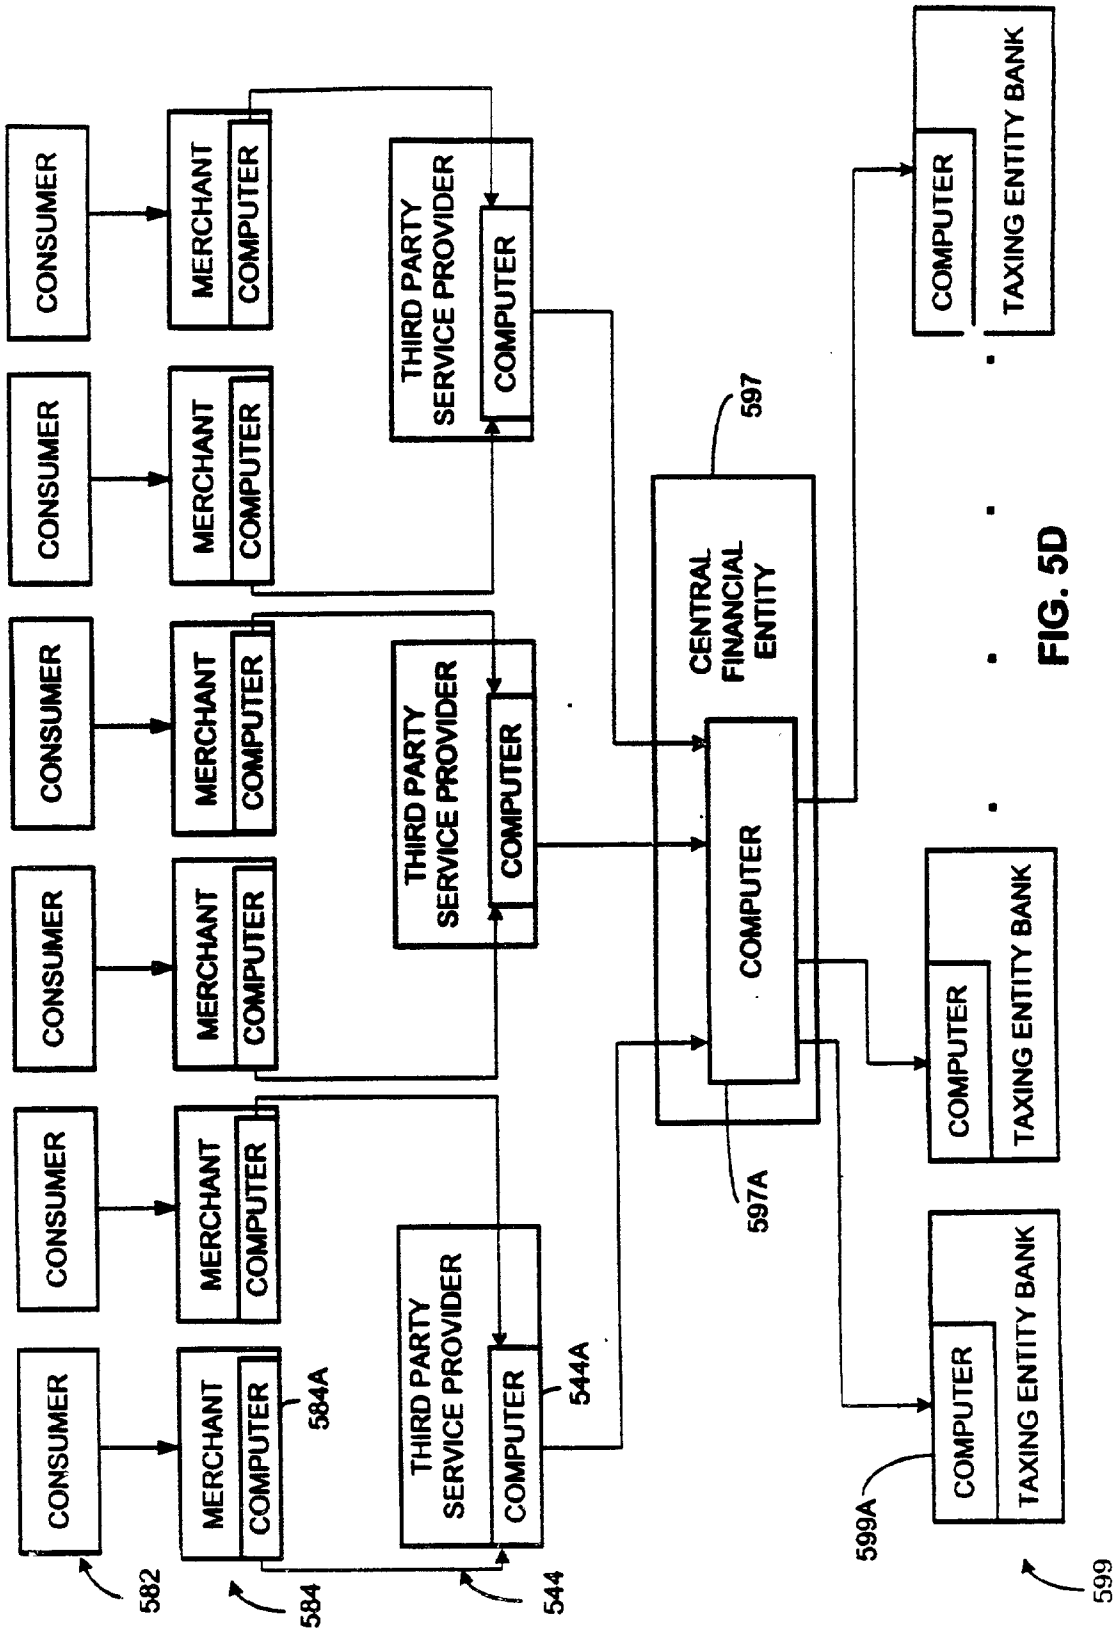 CONSUMER
CONSUMER
CONSUMER
CONSUMER
CONSUMER
CONSUMER
582
MERCHANT
COMPUTER
MERCHANT
COMPUTER
MERCHANT
COMPUTER
MERCHANT
COMPUTER
MERCHANT
COMPUTER
MERCHANT
COMPUTER
584
584A
THIRD PARTY
SERVICE PROVIDER
COMPUTER
THIRD PARTY
SERVICE PROVIDER
COMPUTER
THIRD PARTY
SERVICE PROVIDER
COMPUTER
544
544A
CENTRAL
FINANCIAL
ENTITY
COMPUTER
597
597A
COMPUTER
TAXING ENTITY BANK
COMPUTER
TAXING ENTITY BANK
COMPUTER
TAXING ENTITY BANK
599A
599
FIG. 5D